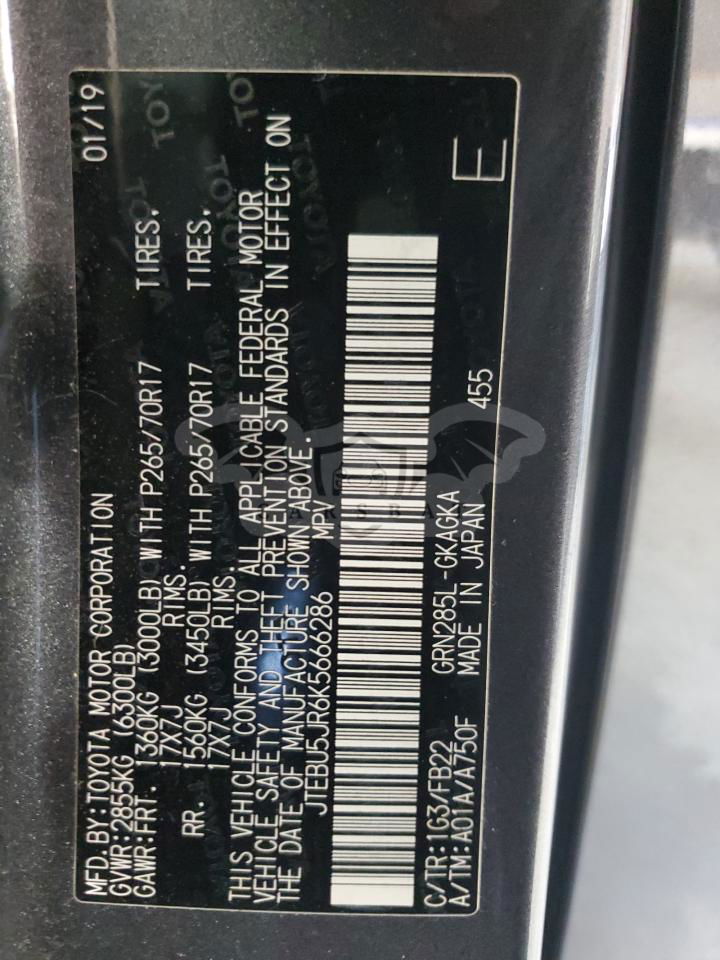 MFD.BY:TOYOTA MOTOR CORPORATION 01/19
GVWR:2855KG (6300LB)
GAWR:FRT. 1360KG (3000LB) WITH P265/70R17 TIRES.
17X7J RIMS.
RR. 1560KG (3450LB) WITH P265/70R17 TIRES.
17X7J RIMS.
THIS VEHICLE CONFORMS TO ALL APPLICABLE FEDERAL MOTOR
VEHICLE SAFETY AND THEFT PREVENTION STANDARDS IN EFFECT ON
THE DATE OF MANUFACTURE SHOWN ABOVE.
JTEBU5JR6K5666286 MPV
C/TR:1G3/FB22 GRN285L-GKAGKA
A/TM:A01A/A750F MADE IN JAPAN 455
E